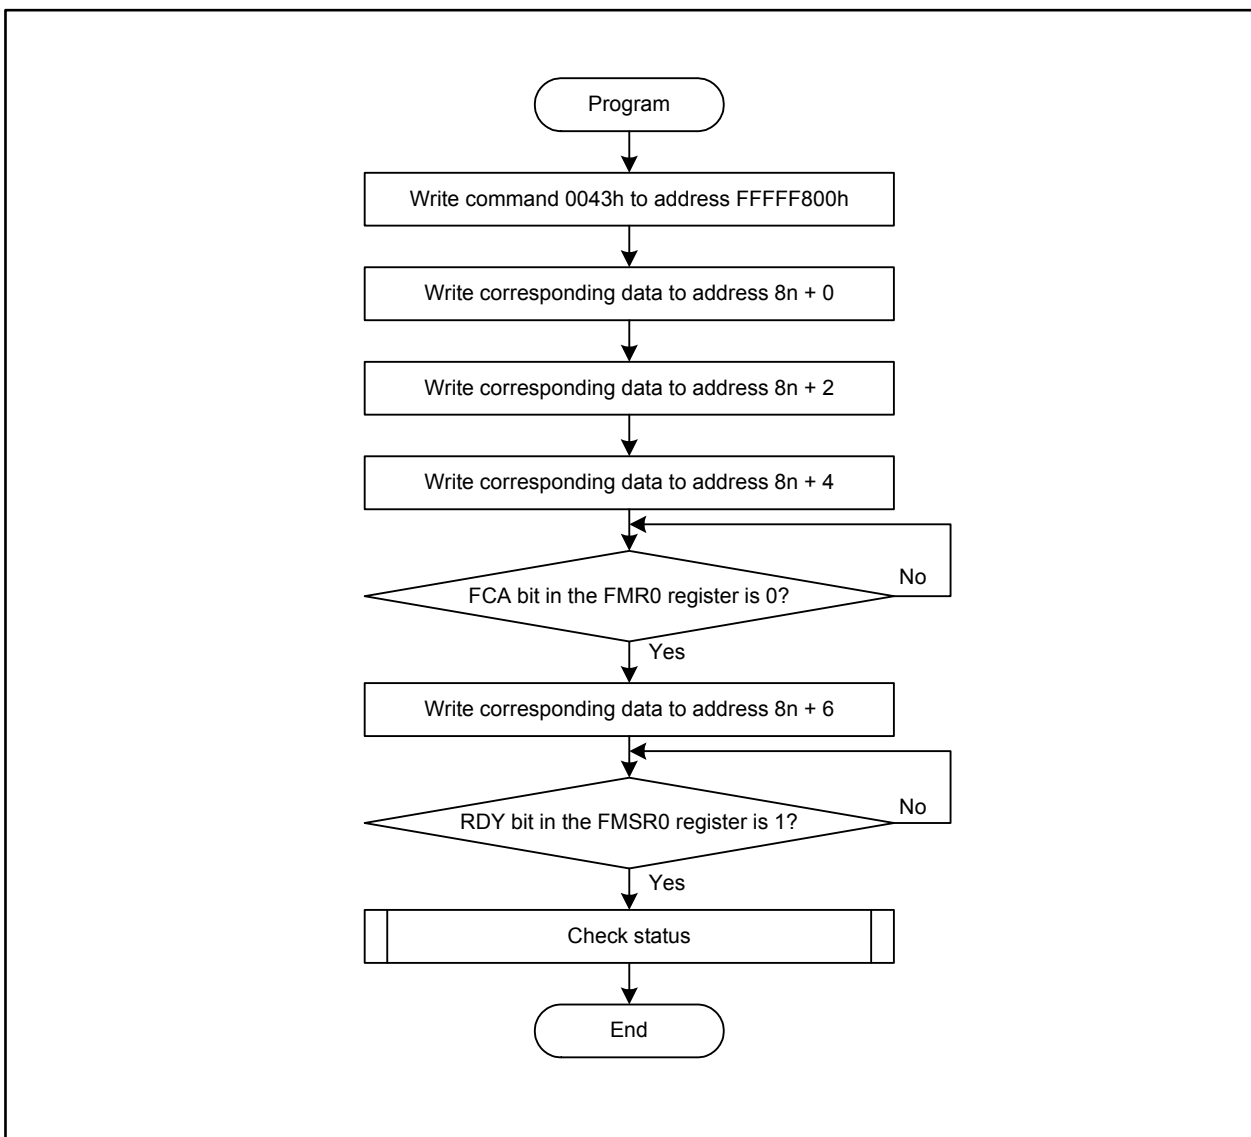 Program
Write command 0043h to address FFFFF800h
Write corresponding data to address 8n + 0
Write corresponding data to address 8n + 2
Write corresponding data to address 8n + 4
No
FCA bit in the FMR0 register is 0?
Yes
Write corresponding data to address 8n + 6
No
RDY bit in the FMSR0 register is 1?
Yes
Check status
End